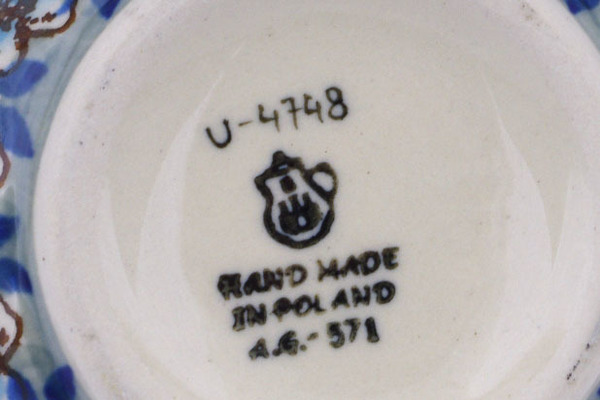 U-4748
HAND MADE
IN POLAND
A.G.-571